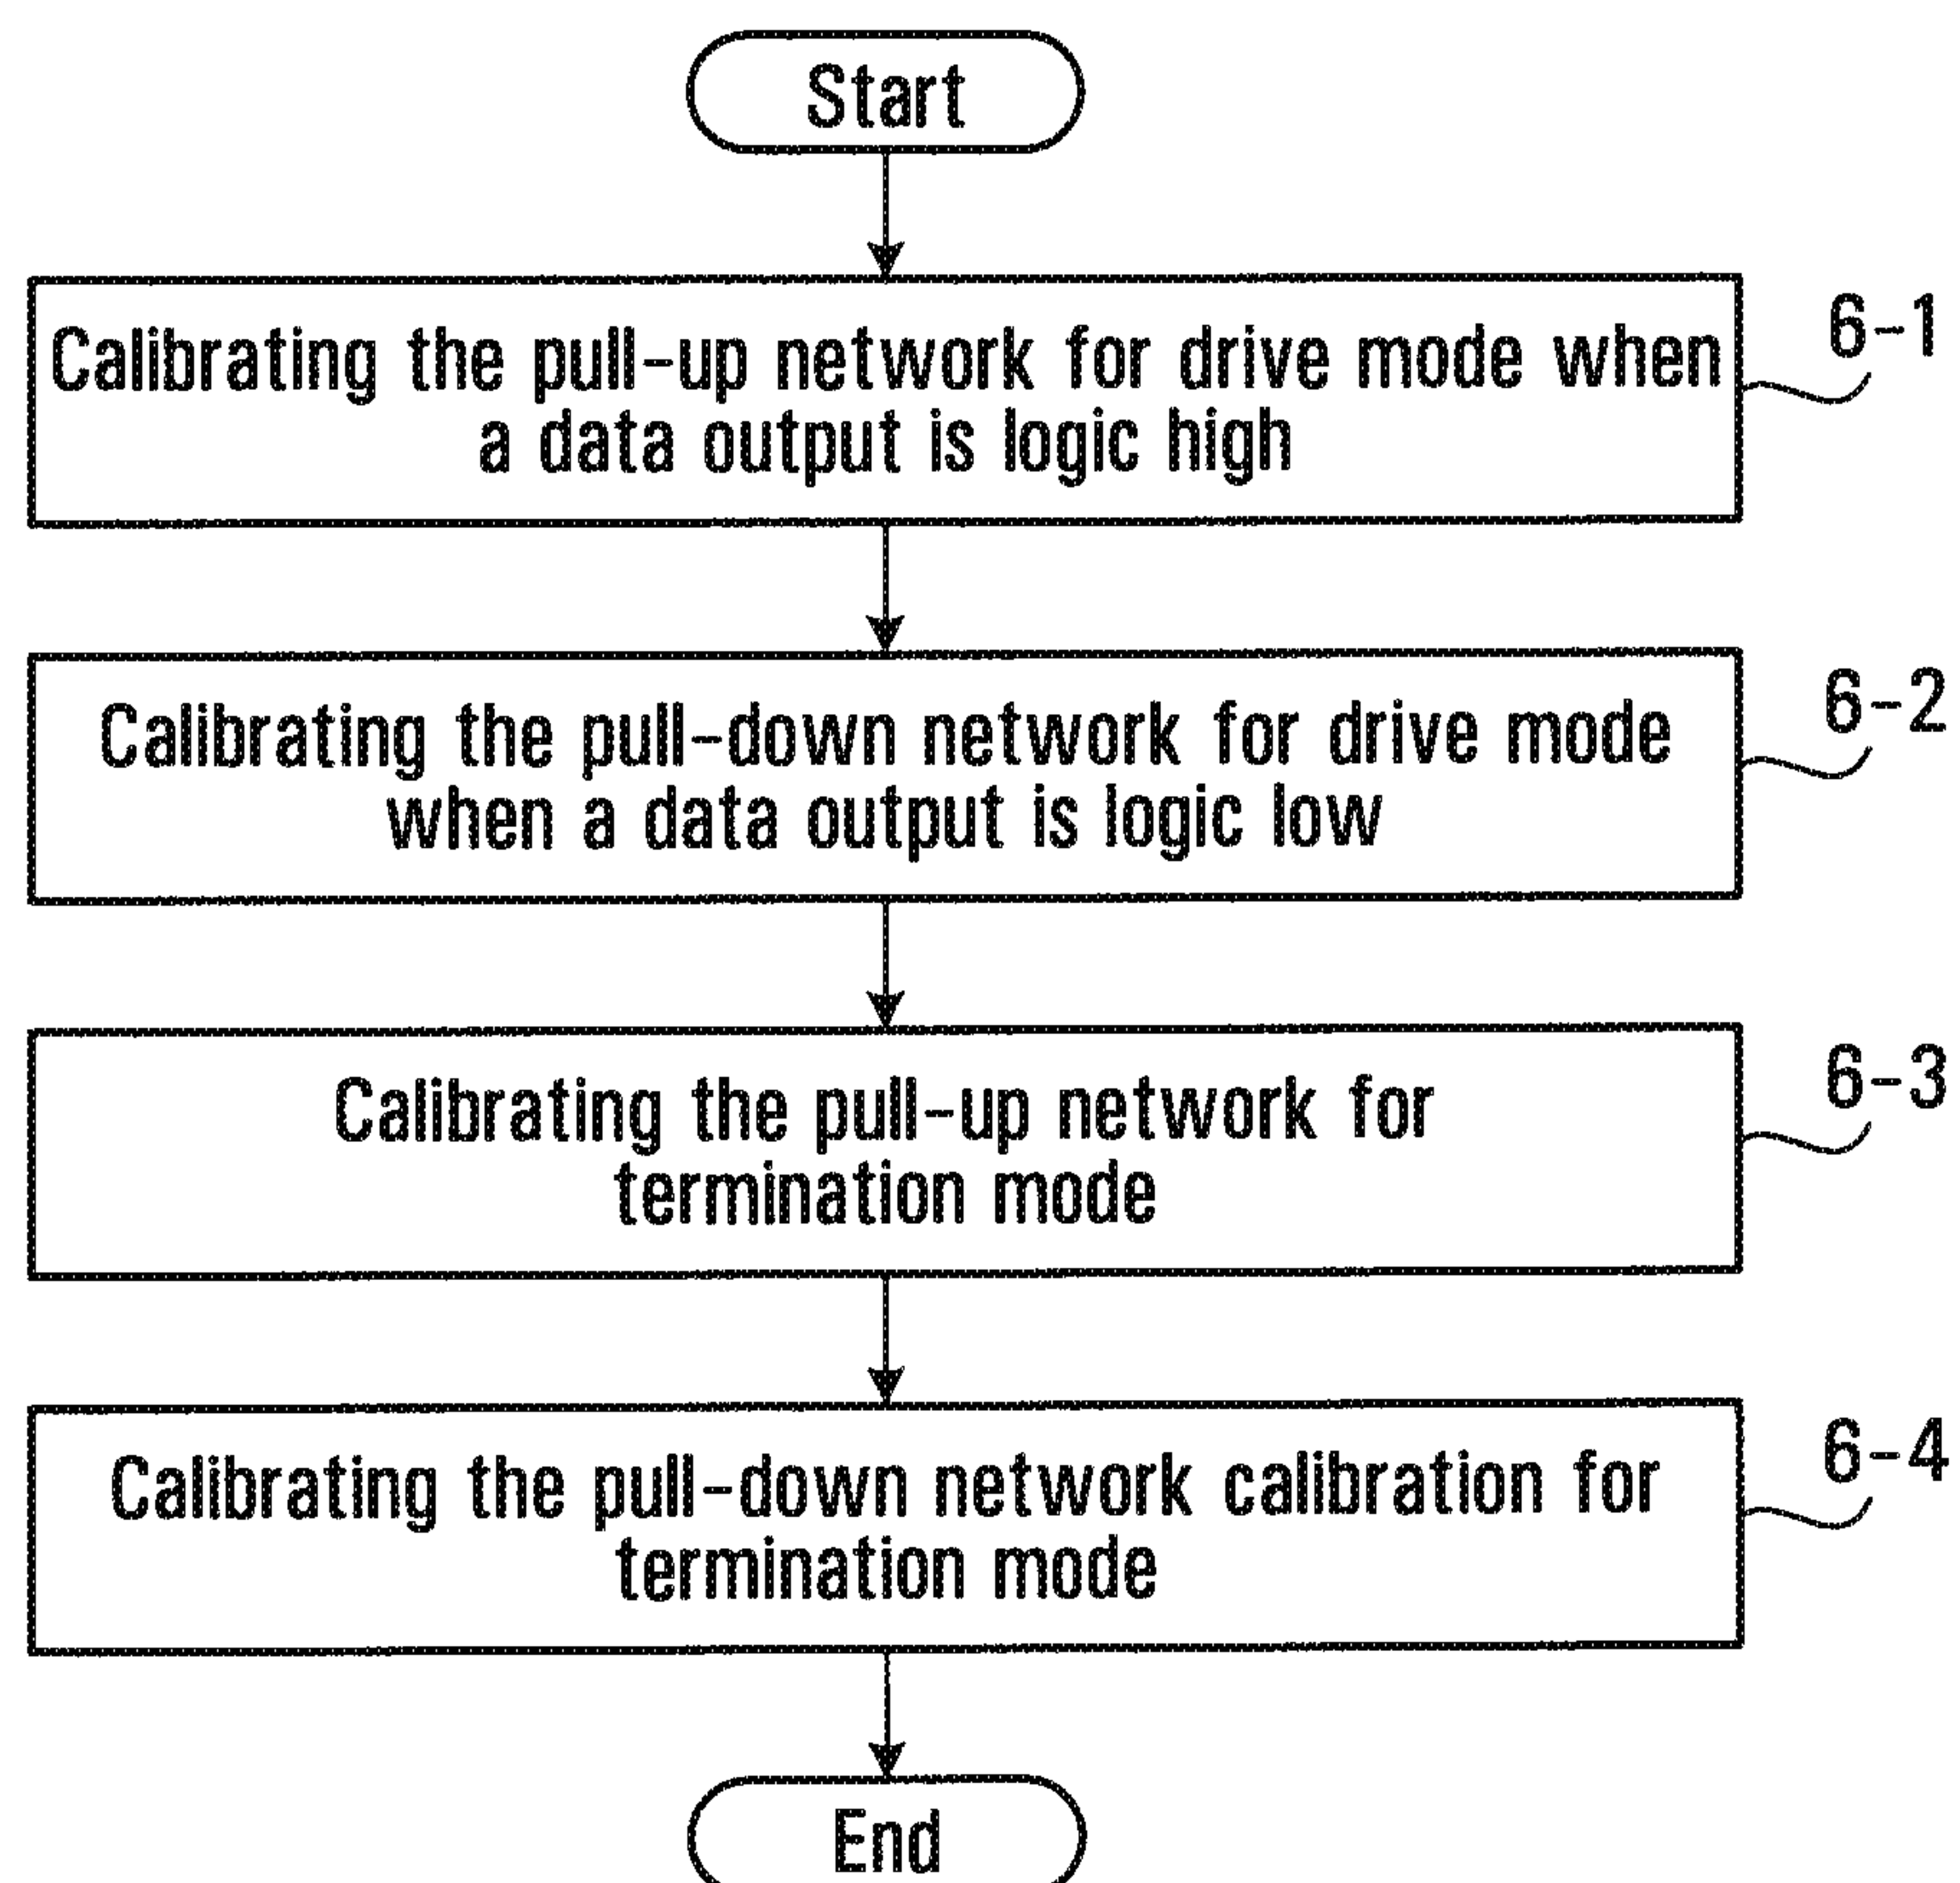 Start
Calibrating the pull-up network for drive mode when
a data output is logic high
6-1
Calibrating the pull-down network for drive mode
when a data output is logic low
6-2
Calibrating the pull-up network for
termination mode
6-3
Calibrating the pull-down network calibration for
termination mode
6-4
End